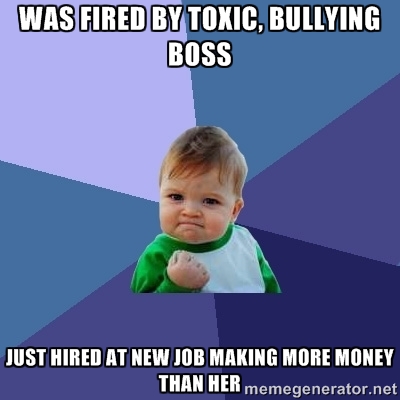 WAS FIRED BY TOXIC, BULLYING
BOSS
JUST HIRED AT NEW JOB MAKING MORE MONEY
THAN HER
memegenerator.net